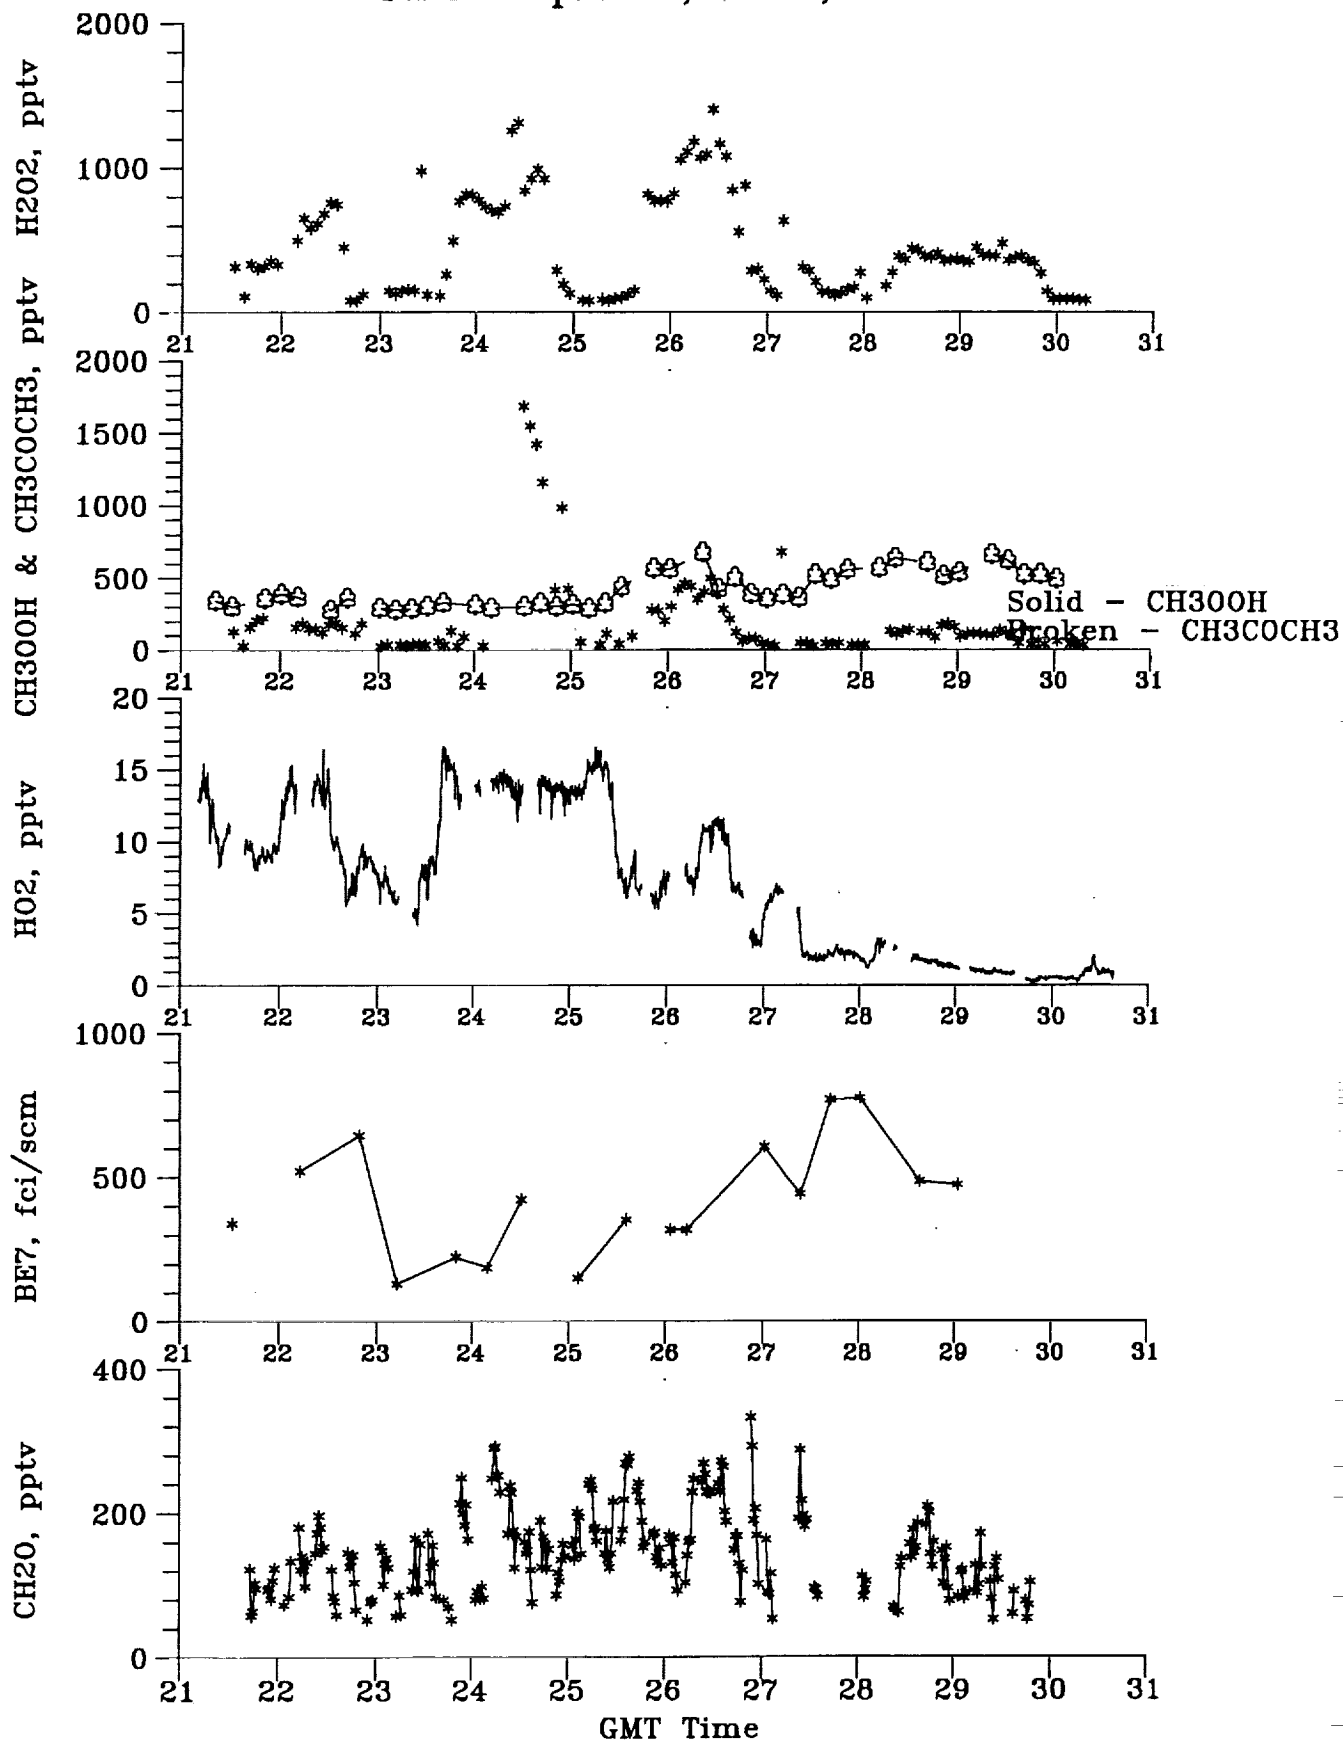 2000
1000
0
H2O2, pptv
21 22 23 24 25 26 27 28 29 30 31
2000
1500
1000
500
0
CH3OOH & CH3COCH3, pptv
Solid - CH3OOH
Broken - CH3COCH3
21 22 23 24 25 26 27 28 29 30 31
20
15
10
5
0
HO2, pptv
21 22 23 24 25 26 27 28 29 30 31
1000
500
0
BE7, fci/scm
21 22 23 24 25 26 27 28 29 30 31
400
200
0
CH2O, pptv
21 22 23 24 25 26 27 28 29 30 31
GMT Time